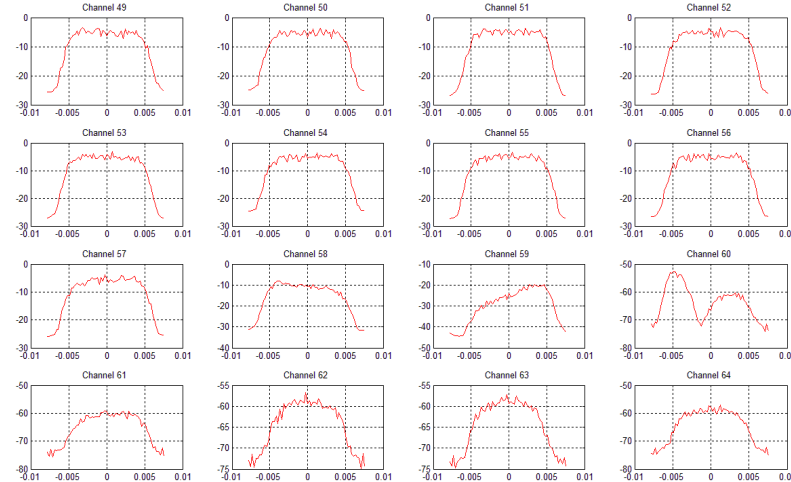 Channel 49 Channel 50 Channel 51 Channel 52
0 0 0 0
-10 -10 -10 -10
-20 -20 -20 -20
-30 -30 -30 -30
-0.01 -0.005 0 0.005 0.01 -0.01 -0.005 0 0.005 0.01 -0.01 -0.005 0 0.005 0.01 -0.01 -0.005 0 0.005 0.01
Channel 53 Channel 54 Channel 55 Channel 56
0 0 0 0
-10 -10 -10 -10
-20 -20 -20 -20
-30 -30 -30 -30
-0.01 -0.005 0 0.005 0.01 -0.01 -0.005 0 0.005 0.01 -0.01 -0.005 0 0.005 0.01 -0.01 -0.005 0 0.005 0.01
Channel 57 Channel 58 Channel 59 Channel 60
0 0 -10 -50
-10 -10 -20 -60
-20 -20 -30 -70
-30 -30 -40 -80
-40 -50
-0.01 -0.005 0 0.005 0.01 -0.01 -0.005 0 0.005 0.01 -0.01 -0.005 0 0.005 0.01 -0.01 -0.005 0 0.005 0.01
Channel 61 Channel 62 Channel 63 Channel 64
-50 -55 -55 -50
-60 -60 -60 -60
-65 -65
-70 -70 -70 -70
-80 -75 -75 -80
-0.01 -0.005 0 0.005 0.01 -0.01 -0.005 0 0.005 0.01 -0.01 -0.005 0 0.005 0.01 -0.01 -0.005 0 0.005 0.01